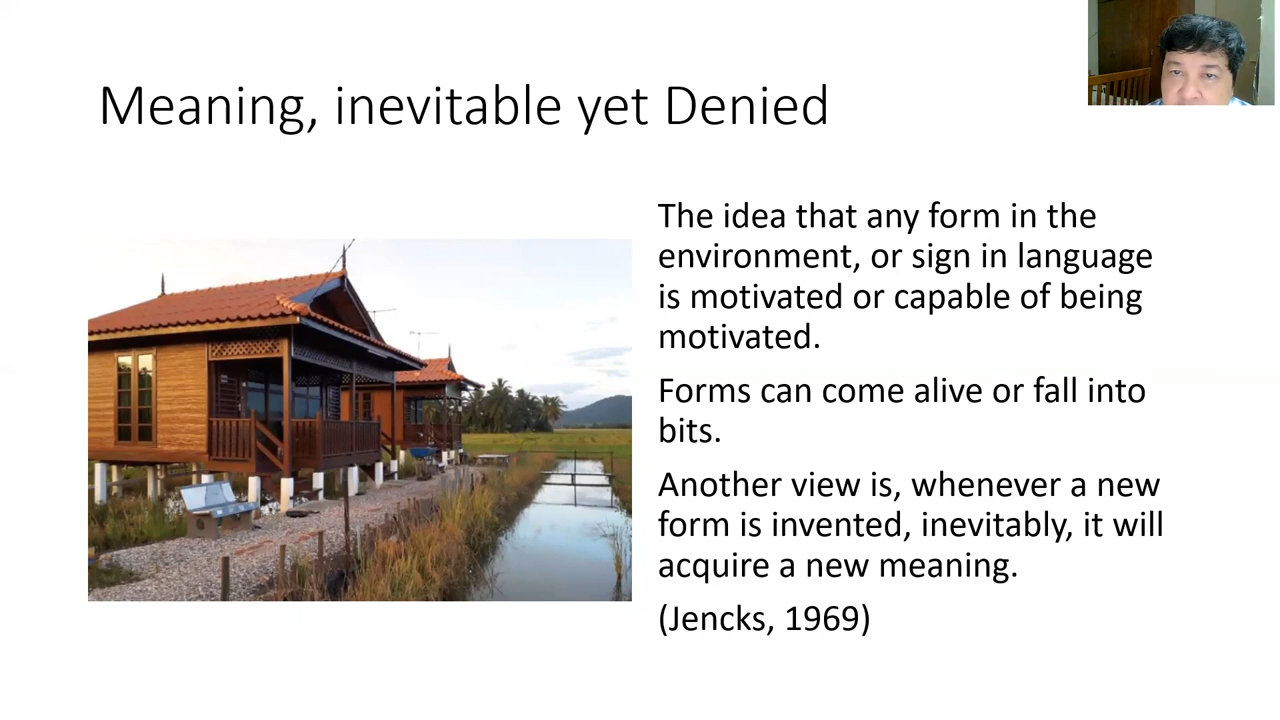 Meaning, inevitable yet Denied
The idea that any form in the
environment, or sign in language
is motivated or capable of being
motivated.
Forms can come alive or fall into
bits.
Another view is, whenever a new
form is invented, inevitably, it will
acquire a new meaning.
(Jencks, 1969)